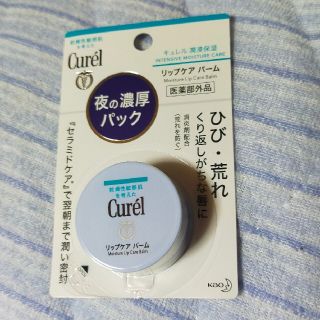 乾燥性敏感肌
を考えた
Curél
キュレル 潤浸保湿
INTENSIVE MOISTURE CARE
リップケア バーム
Moisture Lip Care Balm
医薬部外品
夜の濃厚
パック
ひび・荒れ
くり返しがちな唇に
消炎剤配合
(荒れを防ぐ)
“セラミドケア”で翌朝まで潤い密封
乾燥性敏感肌
を考えた
Curél
リップケア バーム
Moisture Lip Care Balm
Kao